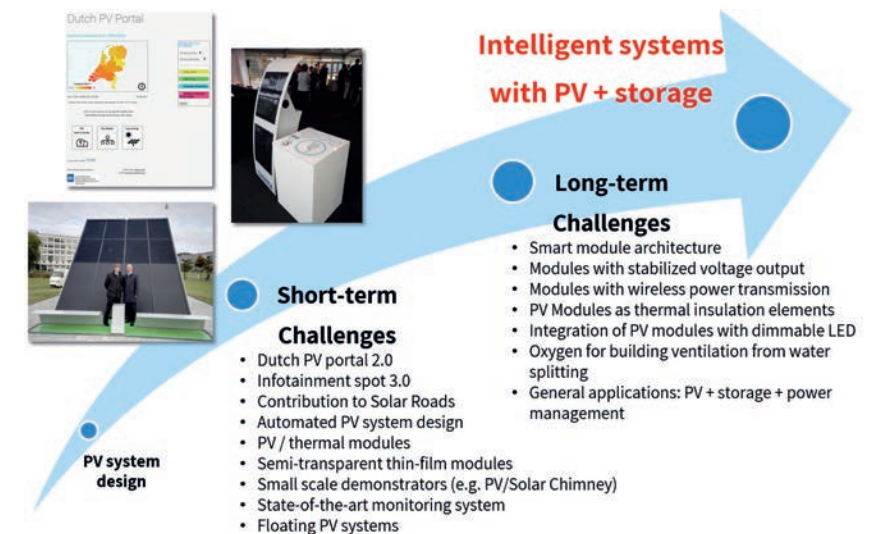 Dutch PV Portal
Intelligent systems
with PV + storage
Long-term
Challenges
• Smart module architecture
• Modules with stabilized voltage output
• Modules with wireless power transmission
• PV Modules as thermal insulation elements
• Integration of PV modules with dimmable LED
• Oxygen for building ventilation from water
splitting
• General applications: PV + storage + power
management
Short-term
Challenges
• Dutch PV portal 2.0
• Infotainment spot 3.0
• Contribution to Solar Roads
• Automated PV system design
• PV / thermal modules
• Semi-transparent thin-film modules
• Small scale demonstrators (e.g. PV/Solar Chimney)
• State-of-the-art monitoring system
• Floating PV systems
PV system
design